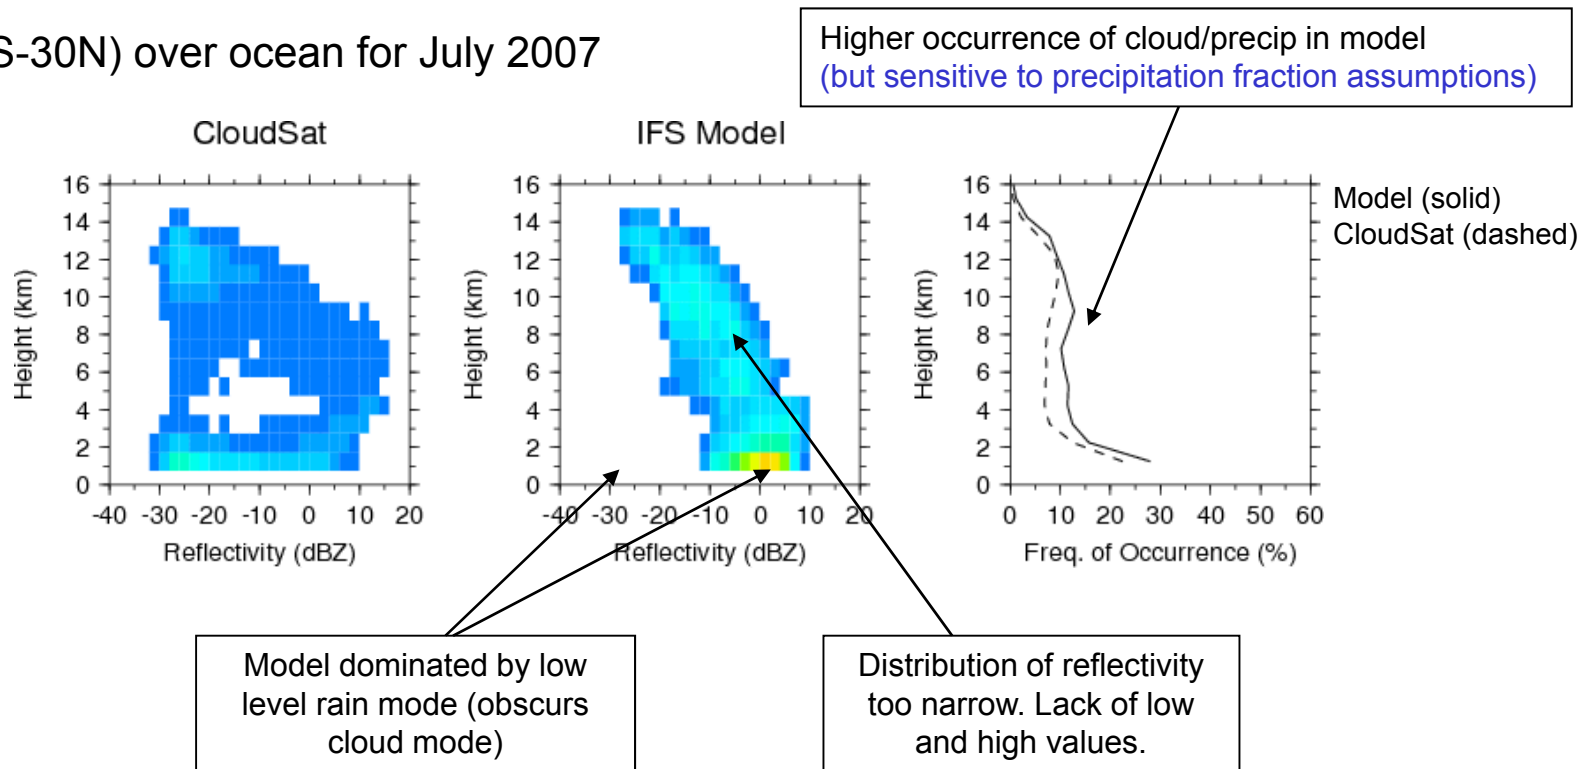 S-30N) over ocean for July 2007
Higher occurrence of cloud/precip in model
(but sensitive to precipitation fraction assumptions)
CloudSat
IFS Model
16
14
12
10
8
6
4
2
0
Height (km)
-40 -30 -20 -10 0 10 20
Reflectivity (dBZ)
16
14
12
10
8
6
4
2
0
Height (km)
-40 -30 -20 -10 0 10 20
Reflectivity (dBZ)
16
14
12
10
8
6
4
2
0
Height (km)
0 10 20 30 40 50 60
Freq. of Occurrence (%)
Model (solid)
CloudSat (dashed)
Model dominated by low
level rain mode (obscurs
cloud mode)
Distribution of reflectivity
too narrow. Lack of low
and high values.